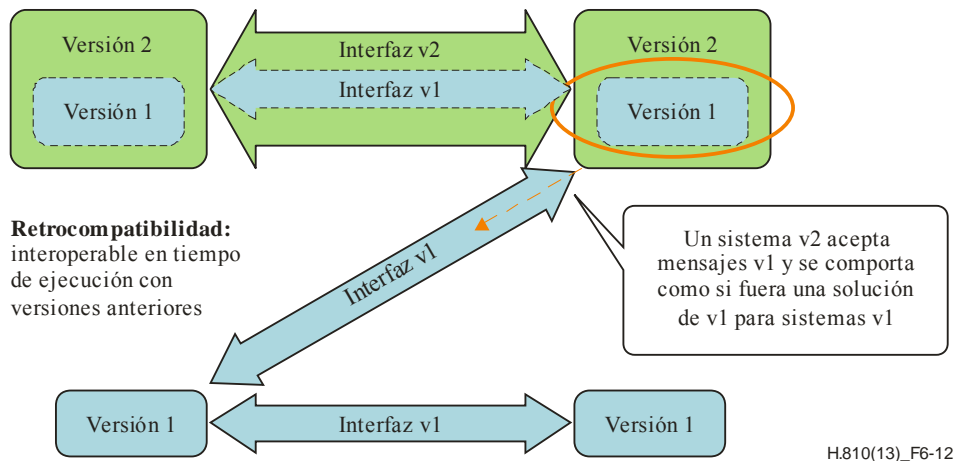 Versión 2
Interfaz v2
Versión 2
Versión 1
Interfaz v1
Versión 1
Retrocompatibilidad:
interoperable en tiempo
de ejecución con
versiones anteriores
Interfaz v1
Un sistema v2 acepta
mensajes v1 y se comporta
como si fuera una solución
de v1 para sistemas v1
Versión 1
Interfaz v1
Versión 1
H.810(13)_F6-12